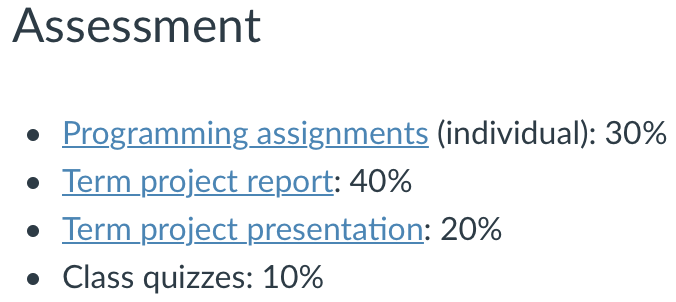 Assessment
• Programming assignments (individual): 30%
• Term project report: 40%
• Term project presentation: 20%
• Class quizzes: 10%